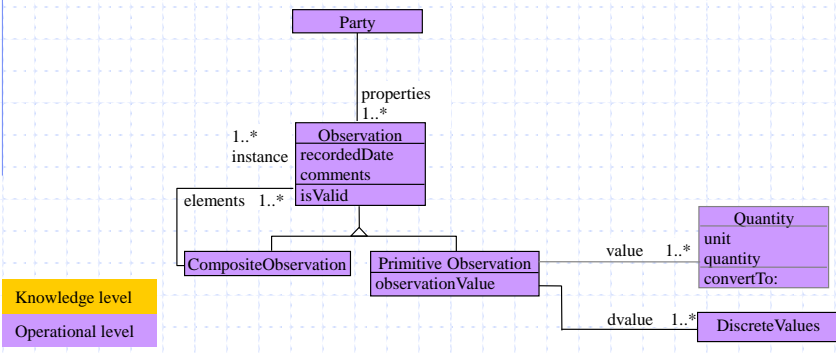 Party
properties
1..*
1..*
instance
Observation
recordedDate
comments
isValid
elements 1..*
CompositeObservation
Primitive Observation
observationValue
value 1..*
Quantity
unit
quantity
convertTo:
dvalue 1..*
DiscreteValues
Knowledge level
Operational level